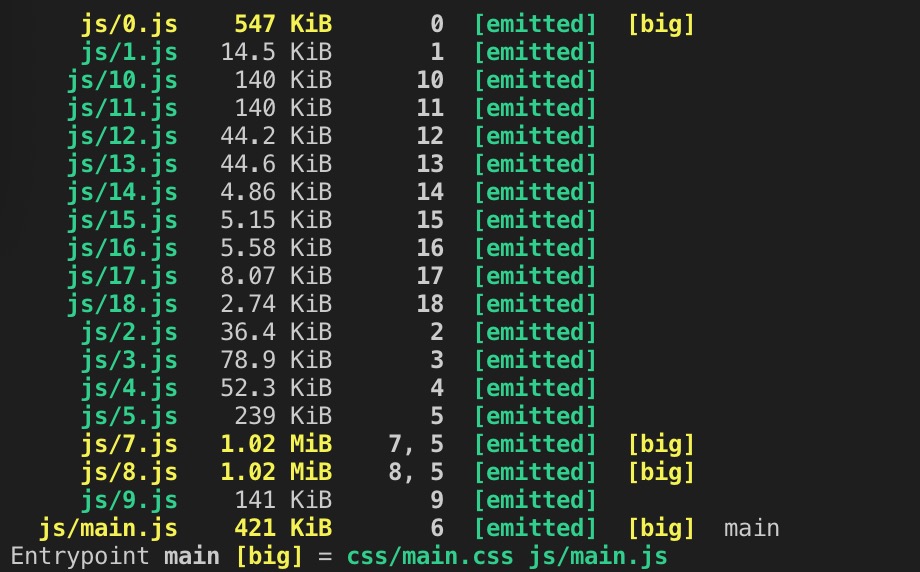 js/0.js 547 KiB 0 [emitted] [big]
js/1.js 14.5 KiB 1 [emitted]
js/10.js 140 KiB 10 [emitted]
js/11.js 140 KiB 11 [emitted]
js/12.js 44.2 KiB 12 [emitted]
js/13.js 44.6 KiB 13 [emitted]
js/14.js 4.86 KiB 14 [emitted]
js/15.js 5.15 KiB 15 [emitted]
js/16.js 5.58 KiB 16 [emitted]
js/17.js 8.07 KiB 17 [emitted]
js/18.js 2.74 KiB 18 [emitted]
js/2.js 36.4 KiB 2 [emitted]
js/3.js 78.9 KiB 3 [emitted]
js/4.js 52.3 KiB 4 [emitted]
js/5.js 239 KiB 5 [emitted]
js/7.js 1.02 MiB 7, 5 [emitted] [big]
js/8.js 1.02 MiB 8, 5 [emitted] [big]
js/9.js 141 KiB 9 [emitted]
js/main.js 421 KiB 6 [emitted] [big] main
Entrypoint main [big] = css/main.css js/main.js